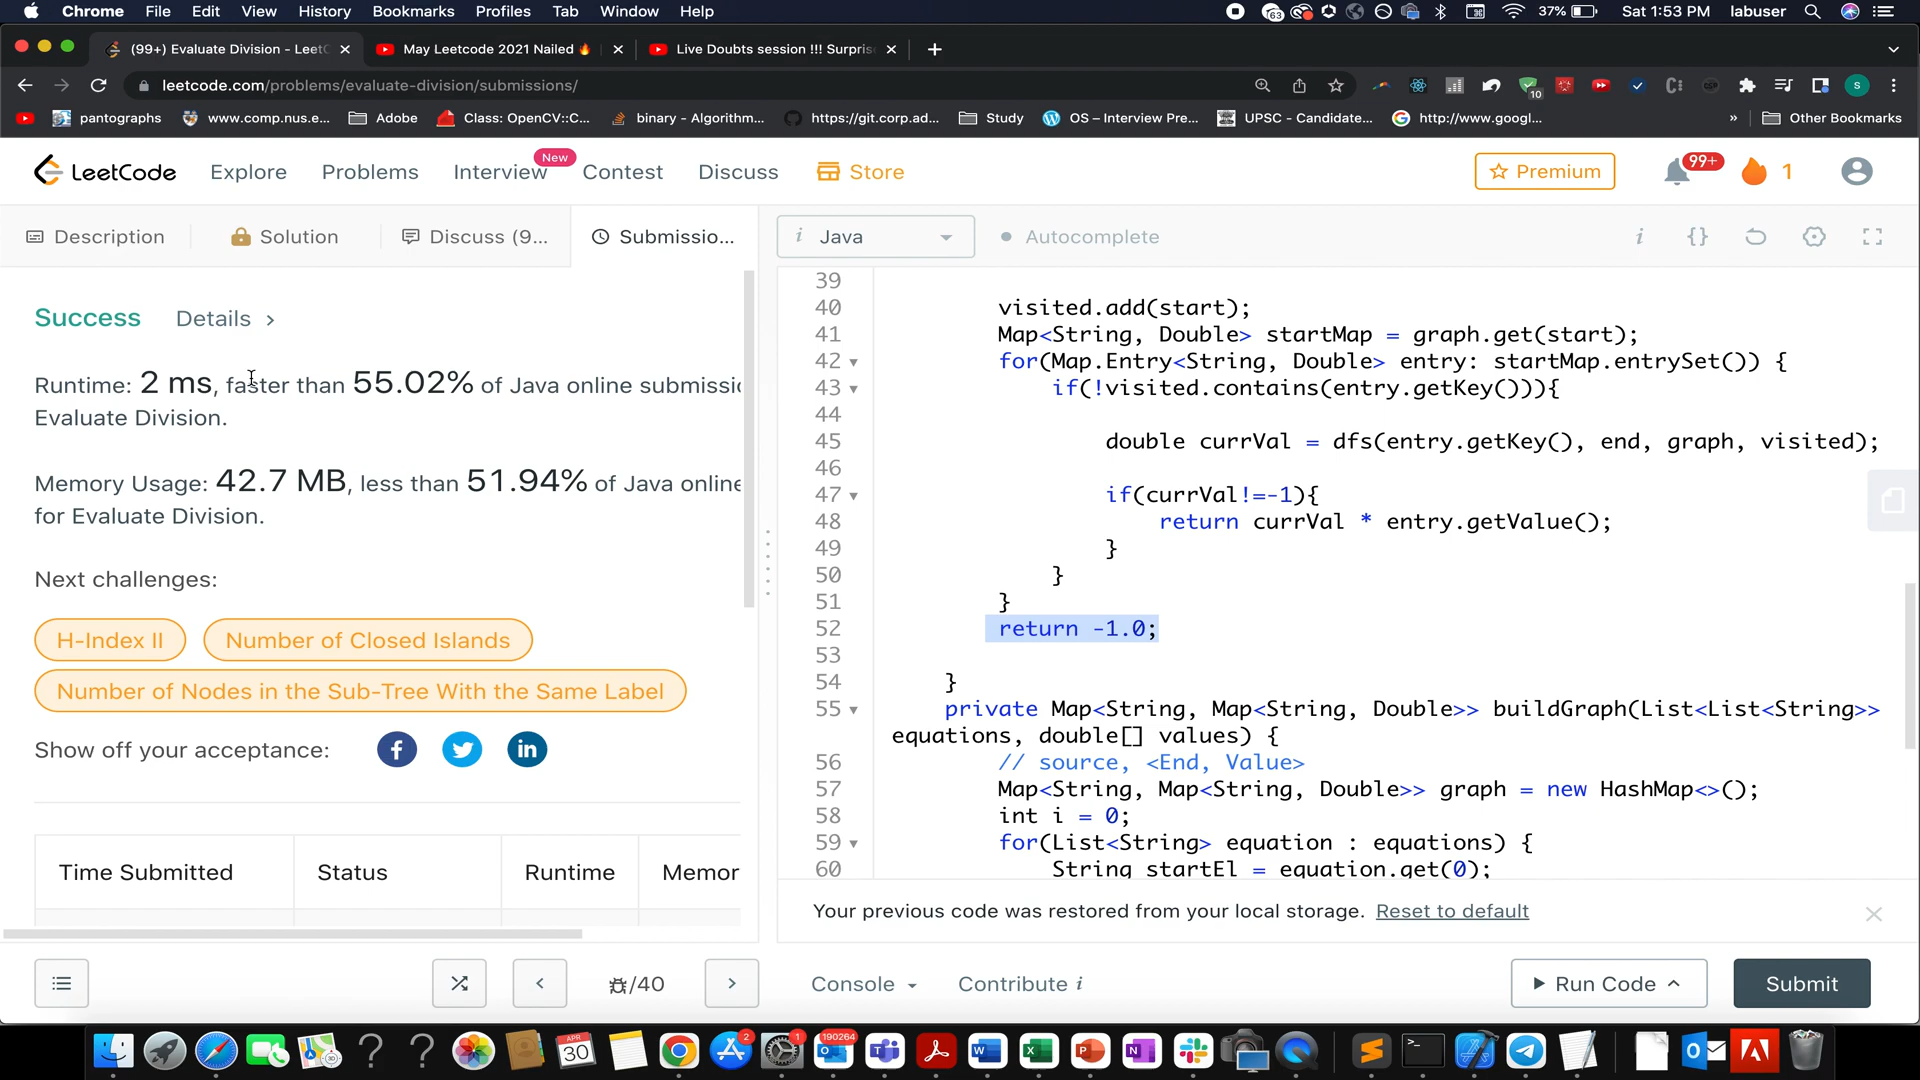 Chrome File Edit View History Bookmarks Profiles Tab Window Help
63 37% Sat 1:53 PM labuser
(99+) Evaluate Division - LeetC
May Leetcode 2021 Nailed
Live Doubts session !!! Surpris
leetcode.com/problems/evaluate-division/submissions/
10
S
pantographs
www.comp.nus.e...
Adobe
Class: OpenCV::C...
binary - Algorithm...
https://git.corp.ad...
Study
OS – Interview Pre...
UPSC - Candidate...
http://www.googl...
»
Other Bookmarks
LeetCode
Explore
Problems
Interview
New
Contest
Discuss
Store
Premium
99+
1
Description
Solution
Discuss (9...
Submissio...
i Java
Autocomplete
i {}
Success Details >
Runtime: 2 ms, faster than 55.02% of Java online submissio
Evaluate Division.
Memory Usage: 42.7 MB, less than 51.94% of Java online
for Evaluate Division.
Next challenges:
H-Index II
Number of Closed Islands
Number of Nodes in the Sub-Tree With the Same Label
Show off your acceptance:
Time Submitted Status Runtime Memor
39
40 visited.add(start);
41 Map<String, Double> startMap = graph.get(start);
42 for(Map.Entry<String, Double> entry: startMap.entrySet()) {
43 if(!visited.contains(entry.getKey())){
44
45 double currVal = dfs(entry.getKey(), end, graph, visited);
46
47 if(currVal!=-1){
48 return currVal * entry.getValue();
49 }
50 }
51 }
52 return -1.0;
53
54 }
55 private Map<String, Map<String, Double>> buildGraph(List<List<String>>
equations, double[] values) {
56 // source, <End, Value>
57 Map<String, Map<String, Double>> graph = new HashMap<>();
58 int i = 0;
59 for(List<String> equation : equations) {
60 String startEl = equation.get(0);
Your previous code was restored from your local storage. Reset to default
/40
Console
Contribute i
Run Code
Submit
APR
30
2
1
190264